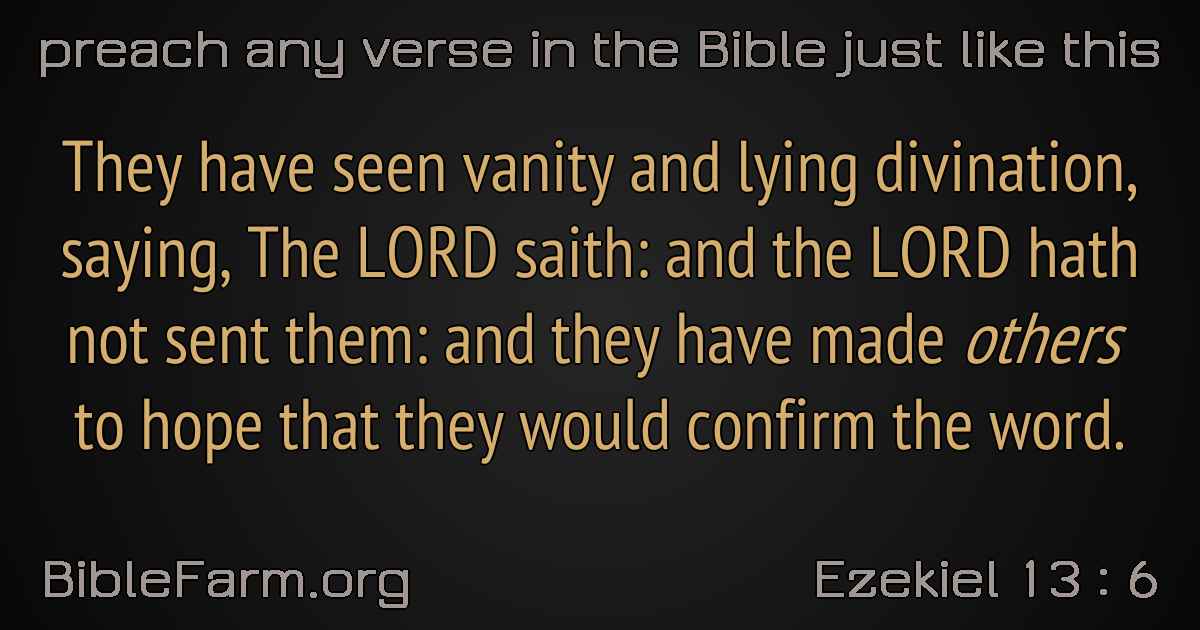 preach any verse in the Bible just like this
They have seen vanity and lying divination,
saying, The LORD saith: and the LORD hath
not sent them: and they have made others
to hope that they would confirm the word.
BibleFarm.org
Ezekiel 13 : 6